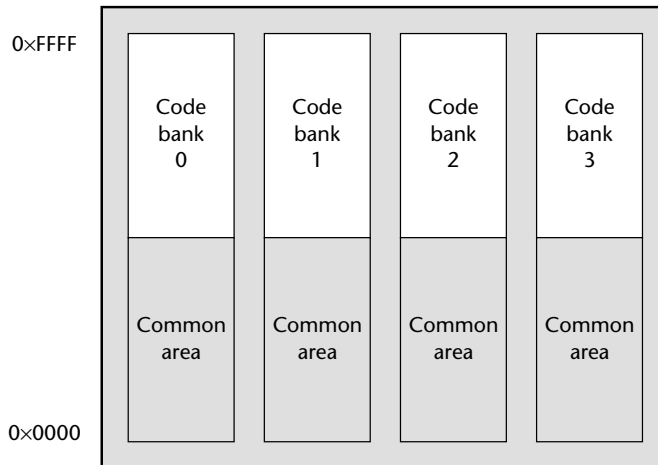 0×FFFF
Code
bank
0
Code
bank
1
Code
bank
2
Code
bank
3
Common
area
Common
area
Common
area
Common
area
0×0000